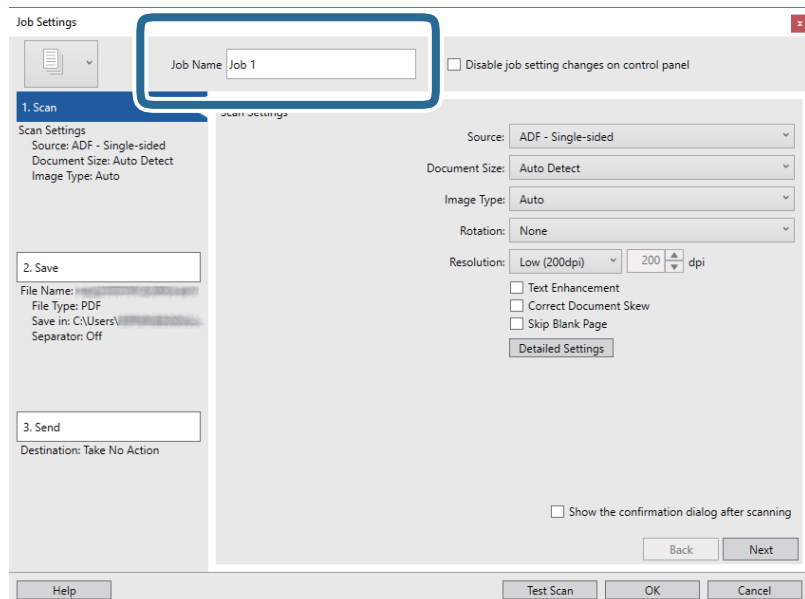 Job Settings
x
Job Name Job 1
Disable job setting changes on control panel
1. Scan
Scan Settings
Source: ADF - Single-sided
Document Size: Auto Detect
Image Type: Auto
2. Save
File Name:
File Type: PDF
Save in: C:\Users\
Separator: Off
3. Send
Destination: Take No Action
Scan Settings
Source: ADF - Single-sided
Document Size: Auto Detect
Image Type: Auto
Rotation: None
Resolution: Low (200dpi) 200 dpi
Text Enhancement
Correct Document Skew
Skip Blank Page
Detailed Settings
Show the confirmation dialog after scanning
Back Next
Help Test Scan OK Cancel